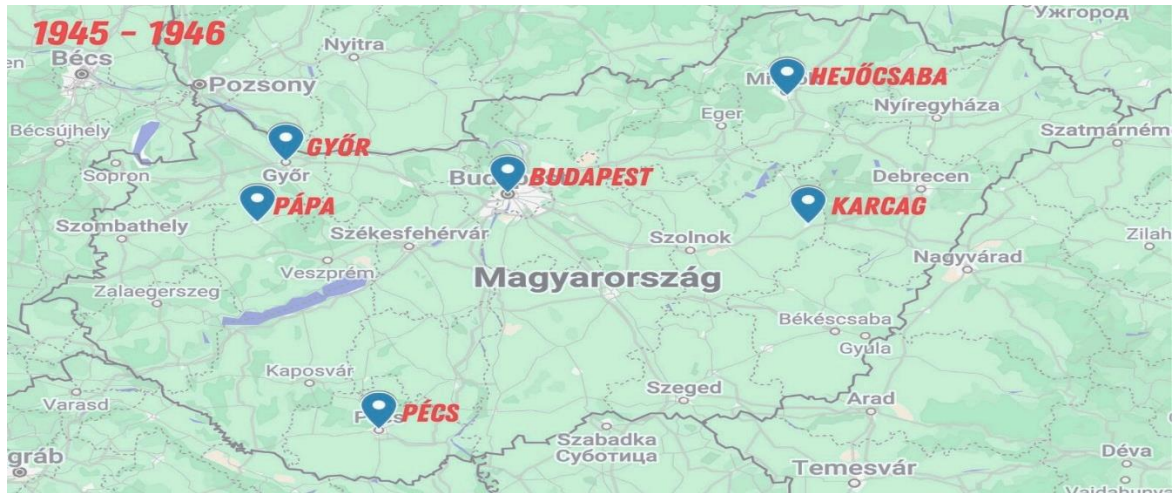 1945 – 1946
Ужгород
Bécs
Nyitra
Pozsony
HEJŐCSABA
Nyíregyháza
Eger
Bécsújhely
Szatmárném
GYŐR
Győr
Sopron
BUDAPEST
Debrecen
PÁPA
KARCAG
Szombathely
Székesfehérvár
Szolnok
Zilah
Nagyvárad
Veszprém
Magyarország
Zalaegerszeg
Békéscsaba
Gyula
Kaposvár
Szeged
Varasd
Arad
PÉCS
Szabadka
Суботица
Déva
gráb
Temesvár